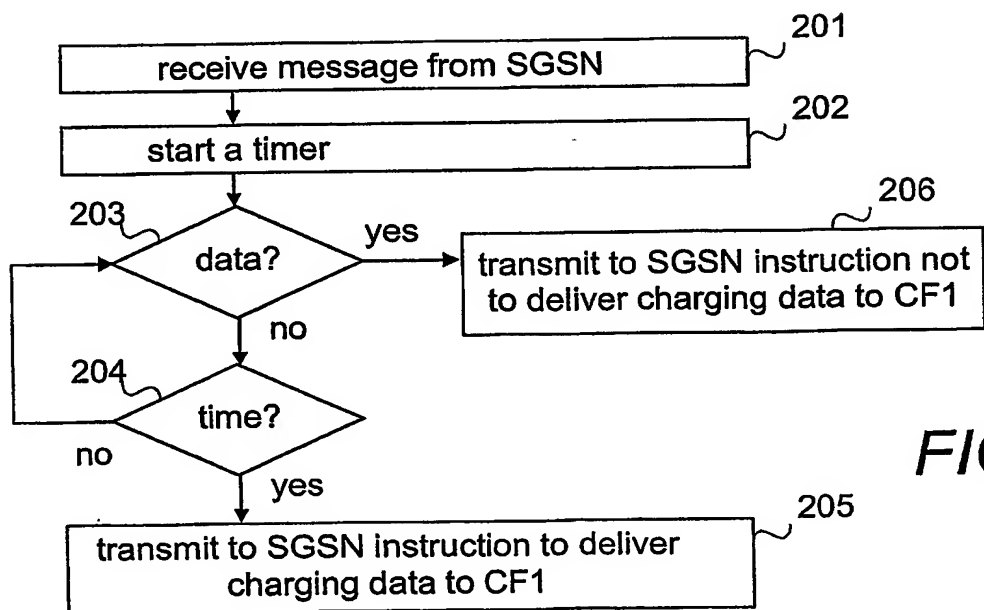 201
receive message from SGSN
202
start a timer
203
data?
yes
206
transmit to SGSN instruction not
to deliver charging data to CF1
no
204
time?
no
yes
FIG
205
transmit to SGSN instruction to deliver
charging data to CF1